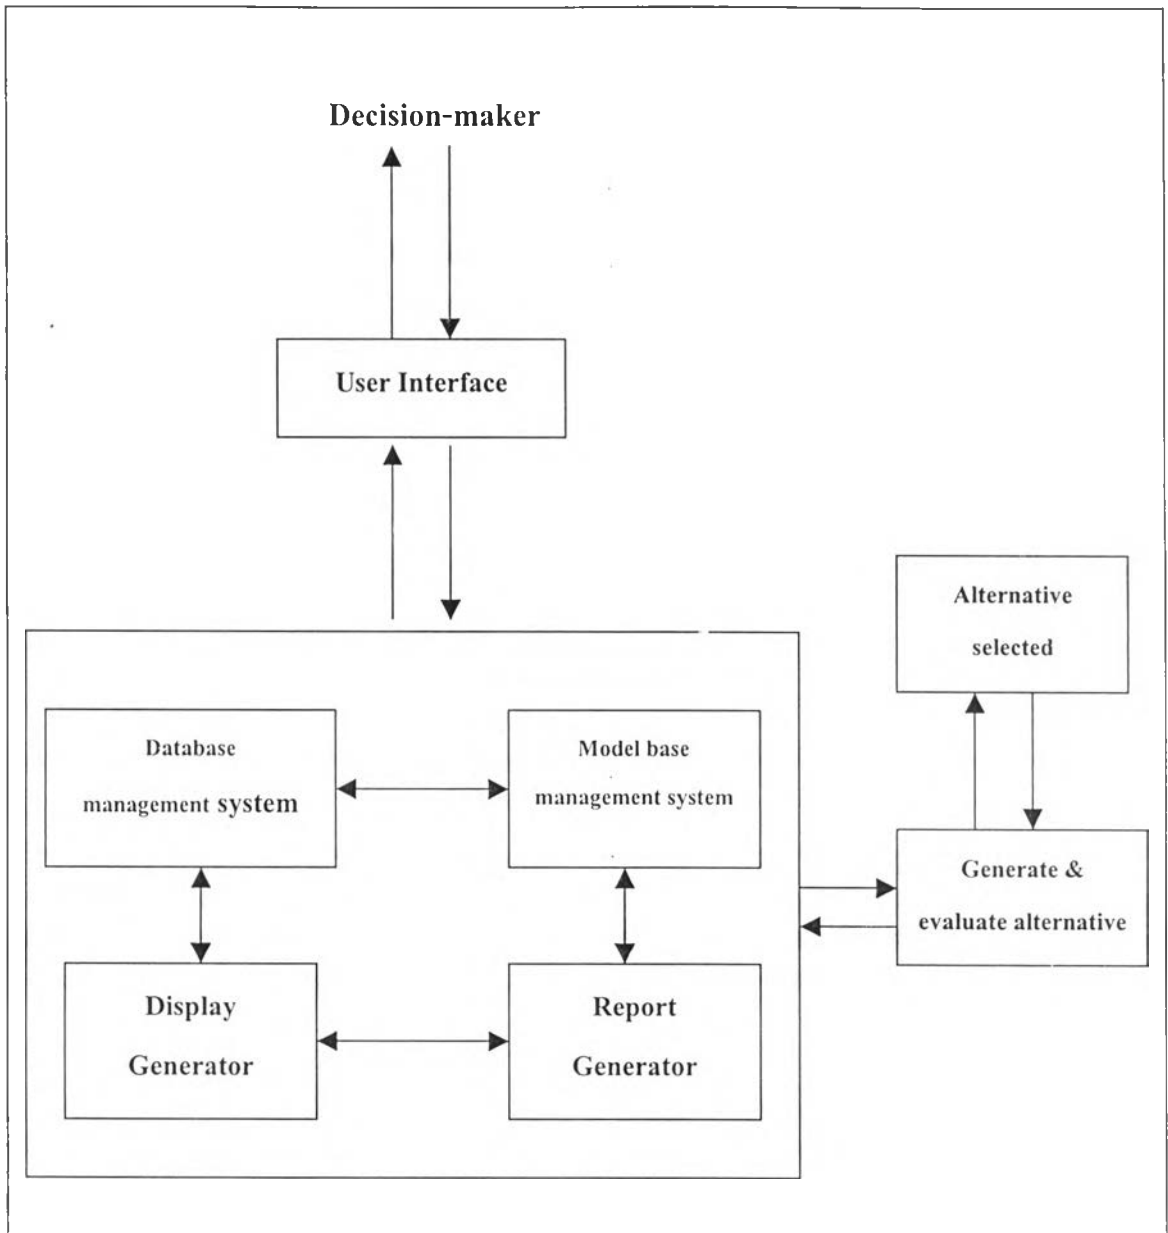 Decision-maker
User Interface
Alternative
selected
Database
management system
Model base
management system
Generate &
evaluate alternative
Display
Generator
Report
Generator